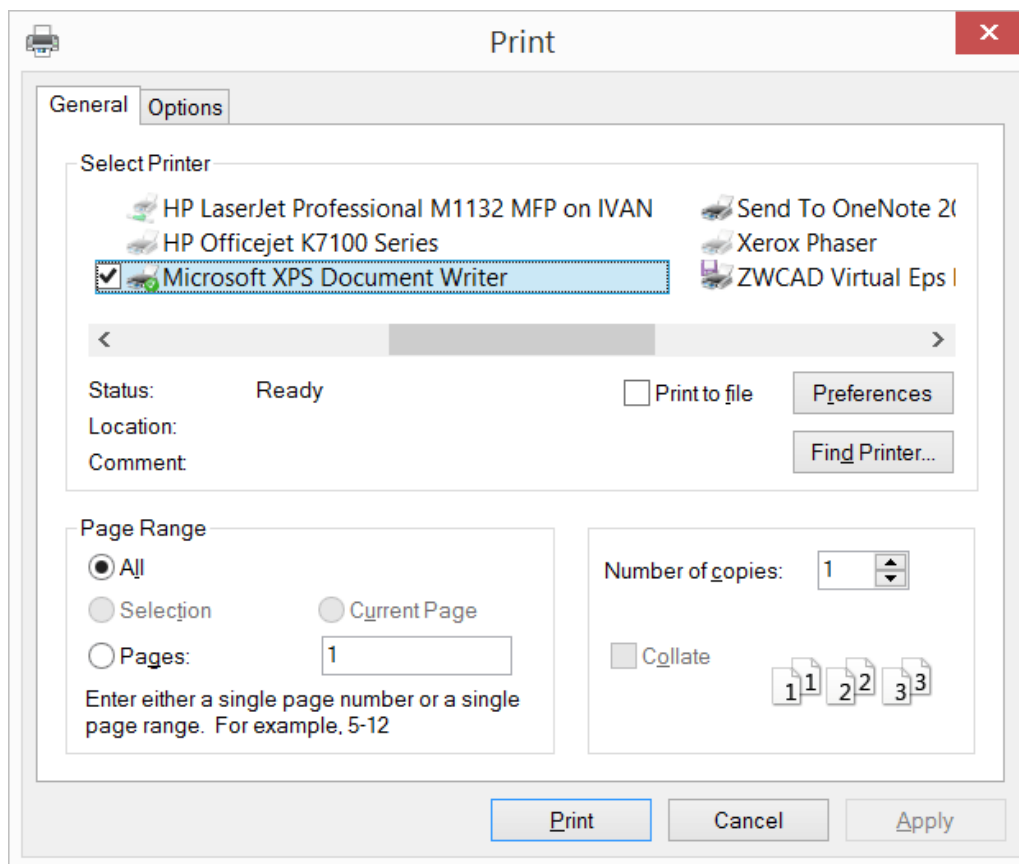 Print
General Options
Select Printer
HP LaserJet Professional M1132 MFP on IVAN
HP Officejet K7100 Series
Microsoft XPS Document Writer
Send To OneNote 20
Xerox Phaser
ZWCAD Virtual Eps
Status: Ready
Location:
Comment:
Print to file
Preferences
Find Printer...
Page Range
All
Selection Current Page
Pages: 1
Enter either a single page number or a single
page range. For example, 5-12
Number of copies: 1
Collate
1 1 2 2 3 3
Print Cancel Apply